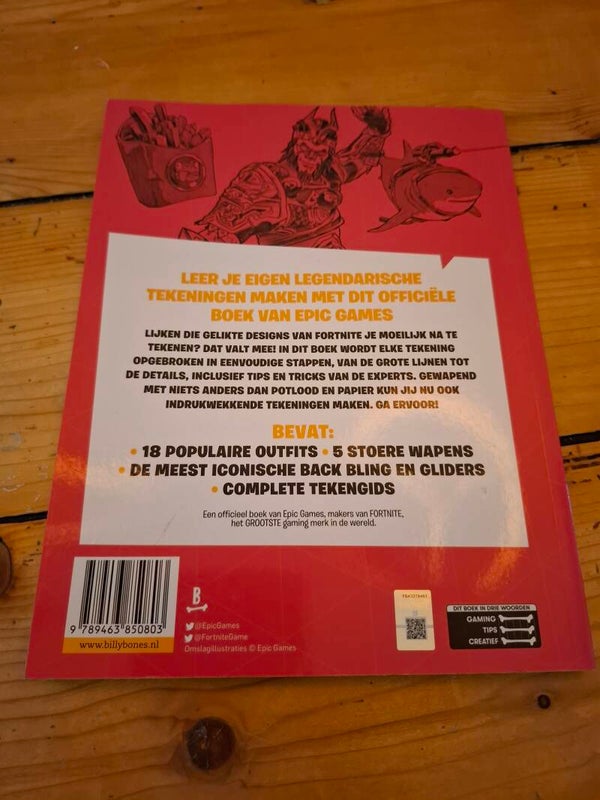 LEER JE EIGEN LEGENDARISCHE
TEKENINGEN MAKEN MET DIT OFFICIËLE
BOEK VAN EPIC GAMES
LIJKEN DIE GELIKTE DESIGNS VAN FORTNITE JE MOEILIJK NA TE
TEKENEN? DAT VALT MEE! IN DIT BOEK WORDT ELKE TEKENING
OPGEBROKEN IN EENVOUDIGE STAPPEN, VAN DE GROTE LIJNEN TOT
DE DETAILS, INCLUSIEF TIPS EN TRICKS VAN DE EXPERTS. GEWAPEND
MET NIETS ANDERS DAN POTLOOD EN PAPIER KUN JIJ NU OOK
INDRUKWEKKENDE TEKENINGEN MAKEN. GA ERVOOR!
BEVAT:
• 18 POPULAIRE OUTFITS • 5 STOERE WAPENS
• DE MEEST ICONISCHE BACK BLING EN GLIDERS
• COMPLETE TEKENGIDS
Een officieel boek van Epic Games, makers van FORTNITE,
het GROOTSTE gaming merk in de wereld.
9 789463 850803
www.billybones.nl
B
@EpicGames
@FortniteGame
Omslagillustraties © Epic Games
DIT BOEK IN DRIE WOORDEN
GAMING
TIPS
CREATIEF